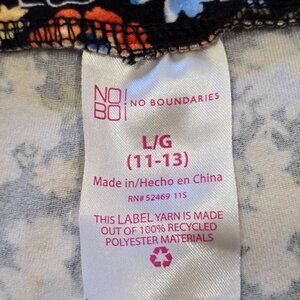 NO!
BO! NO BOUNDARIES
L/G
(11-13)
Made in/Hecho en China
RN# 52469 115
THIS LABEL YARN IS MADE
OUT OF 100% RECYCLED
POLYESTER MATERIALS